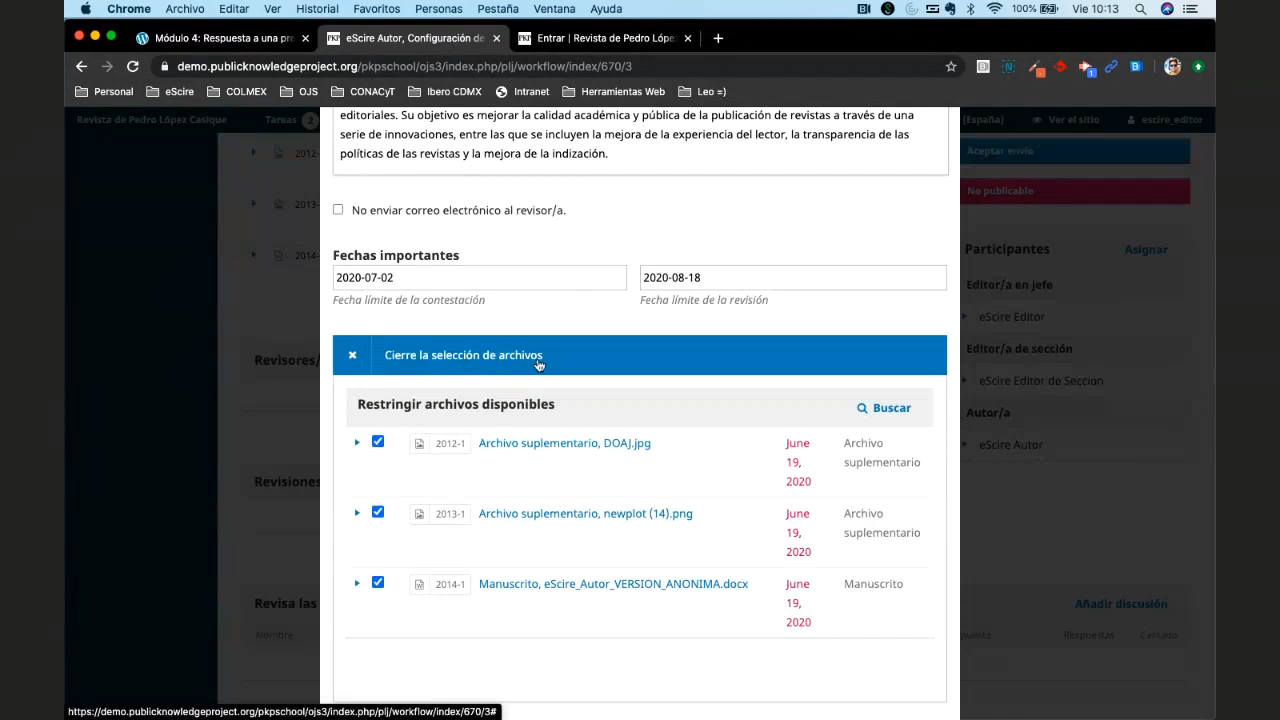 Chrome Archivo Editar Ver Historial Favoritos Personas Pestaña Ventana Ayuda 100% Vie 10:13
Módulo 4: Respuesta a una pre eScire Autor, Configuración de Entrar | Revista de Pedro Lópe
demo.publicknowledgeproject.org/pkpschool/ojs3/index.php/plj/workflow/index/670/3
Personal eScire COLMEX OJS CONACyT Ibero CDMX Intranet Herramientas Web Leo =)
Revista de Pedro López Casique Tareas 2 (España) Ver el sitio escire_editor
editoriales. Su objetivo es mejorar la calidad académica y pública de la publicación de revistas a través de una
serie de innovaciones, entre las que se incluyen la mejora de la experiencia del lector, la transparencia de las
políticas de las revistas y la mejora de la indización.
2012-
2013-
2014-
Aceptar envío
No publicable
No enviar correo electrónico al revisor/a.
Participantes Asignar
Editor/a en jefe
eScire Editor
Editor/a de sección
eScire Editor de Seccion
Autor/a
eScire Autor
Fechas importantes
2020-07-02 2020-08-18
Fecha límite de la contestación Fecha límite de la revisión
Revisores/
Cierre la selección de archivos
Restringir archivos disponibles Buscar
2012-1 Archivo suplementario, DOAJ.jpg June 19, 2020 Archivo suplementario
2013-1 Archivo suplementario, newplot (14).png June 19, 2020 Archivo suplementario
2014-1 Manuscrito, eScire_Autor_VERSION_ANONIMA.docx June 19, 2020 Manuscrito
Revisiones
Revisa las Añadir discusión
Nombre puesta Respuestas Cerrado
https://demo.publicknowledgeproject.org/pkpschool/ojs3/index.php/plj/workflow/index/670/3#